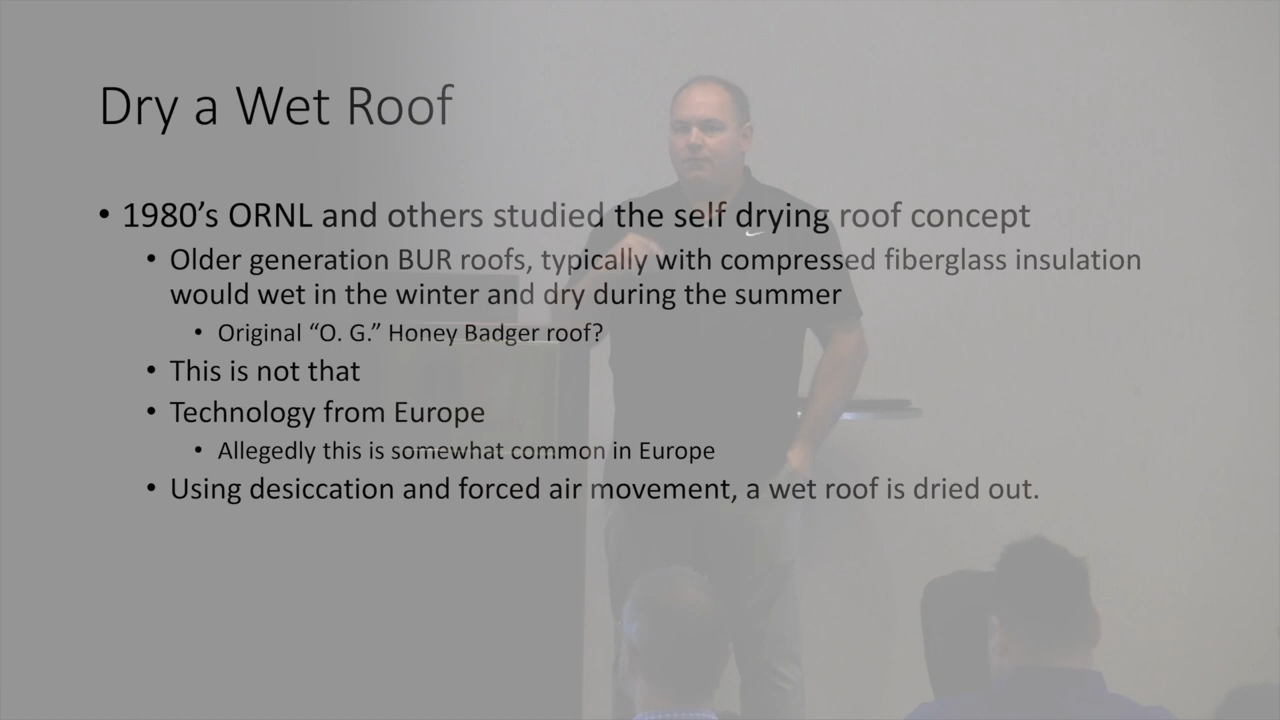 Dry a Wet Roof
• 1980's ORNL and others studied the self drying roof concept
• Older generation BUR roofs, typically with compressed fiberglass insulation
would wet in the winter and dry during the summer
• Original “O. G.” Honey Badger roof?
• This is not that
• Technology from Europe
• Allegedly this is somewhat common in Europe
• Using desiccation and forced air movement, a wet roof is dried out.